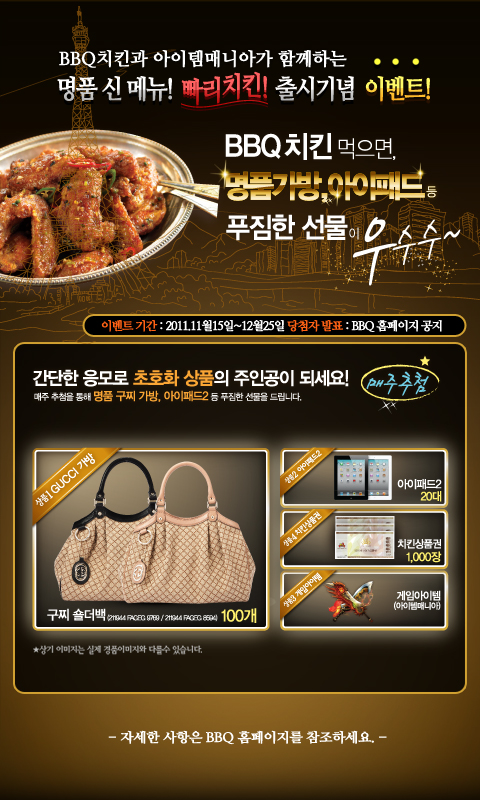 BBQ치킨과 아이템매니아가 함께하는
명품 신 메뉴! 빠리치킨! 출시기념 이벤트!
BBQ 치킨 먹으면,
명품가방, 아이패드 등
푸짐한 선물이 우수수~
이벤트 기간 : 2011.11월15일~12월25일 당첨자 발표 : BBQ 홈페이지 공지
간단한 응모로 초호화 상품의 주인공이 되세요!
매주 추첨을 통해 명품 구찌 가방, 아이패드2 등 푸짐한 선물을 드립니다.
매주추첨
상품1 GUCCI 가방
구찌 숄더백 (211944 FAGEG 9769 / 211944 FAGEG 8594) 100개
상품2 아이패드2
아이패드2
20대
상품4 치킨상품권
치킨상품권
1,000장
상품3 게임아이템
게임아이템
(아이템매니아)
★상기 이미지는 실제 경품이미지와 다를수 있습니다.
- 자세한 사항은 BBQ 홈페이지를 참조하세요. -